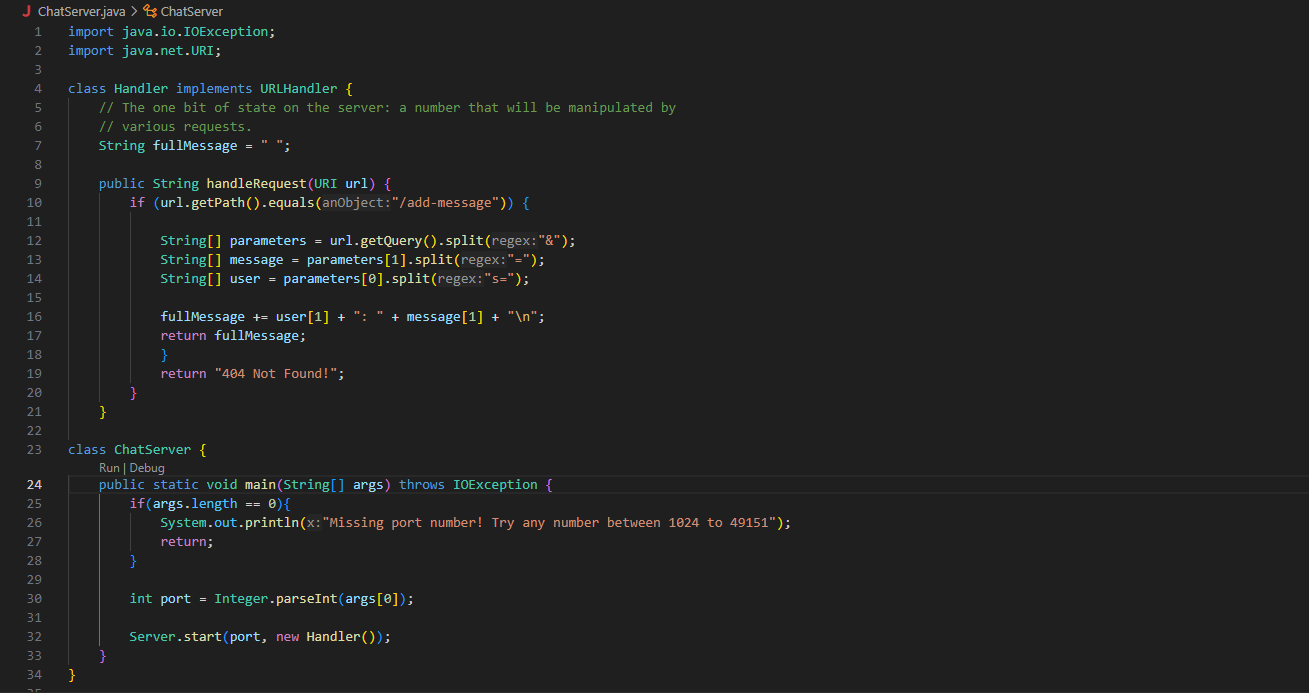 ChatServer.java > ChatServer
1 import java.io.IOException;
2 import java.net.URI;
3
4 class Handler implements URLHandler {
5 // The one bit of state on the server: a number that will be manipulated by
6 // various requests.
7 String fullMessage = " ";
8
9 public String handleRequest(URI url) {
10 if (url.getPath().equals(anObject:"/add-message")) {
11
12 String[] parameters = url.getQuery().split(regex:"&");
13 String[] message = parameters[1].split(regex:"=");
14 String[] user = parameters[0].split(regex:"s=");
15
16 fullMessage += user[1] + ": " + message[1] + "\n";
17 return fullMessage;
18 }
19 return "404 Not Found!";
20 }
21 }
22
23 class ChatServer {
Run | Debug
24 public static void main(String[] args) throws IOException {
25 if(args.length == 0){
26 System.out.println(x:"Missing port number! Try any number between 1024 to 49151");
27 return;
28 }
29
30 int port = Integer.parseInt(args[0]);
31
32 Server.start(port, new Handler());
33 }
34 }
35